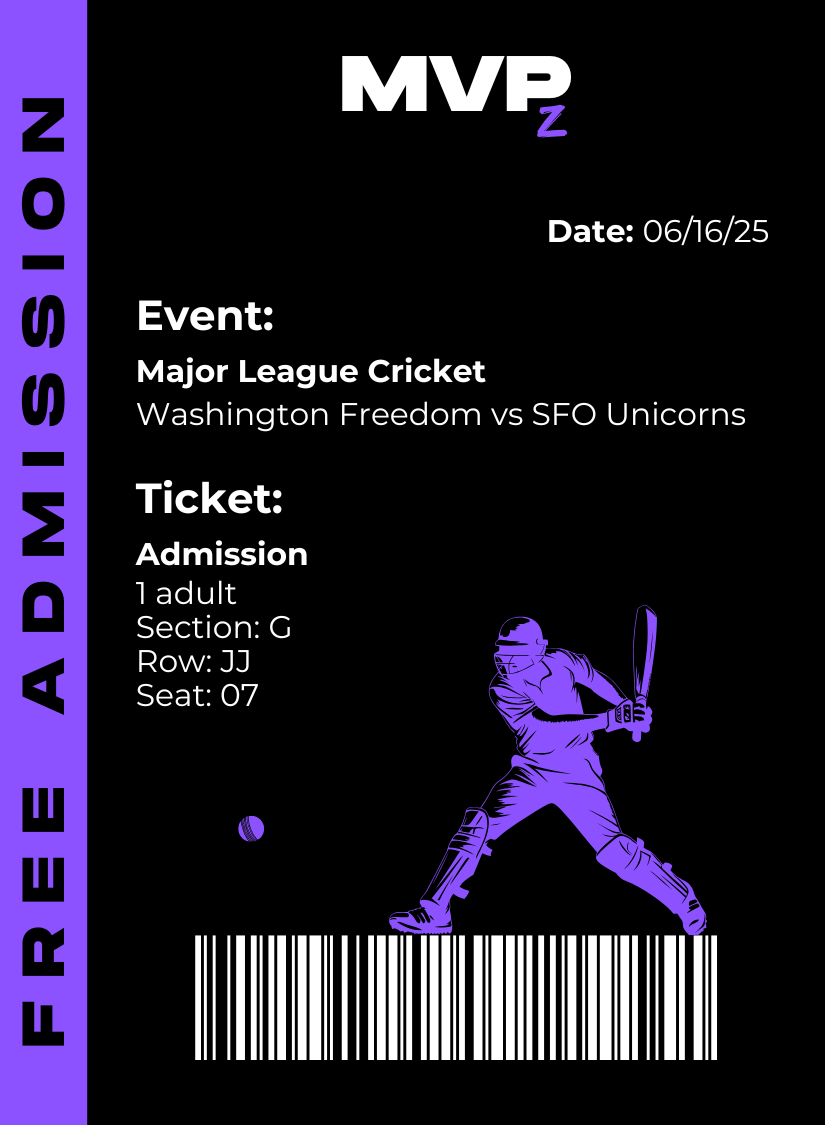 FREE ADMISSION
MVP
Z
Date: 06/16/25
Event:
Major League Cricket
Washington Freedom vs SFO Unicorns
Ticket:
Admission
1 adult
Section: G
Row: JJ
Seat: 07